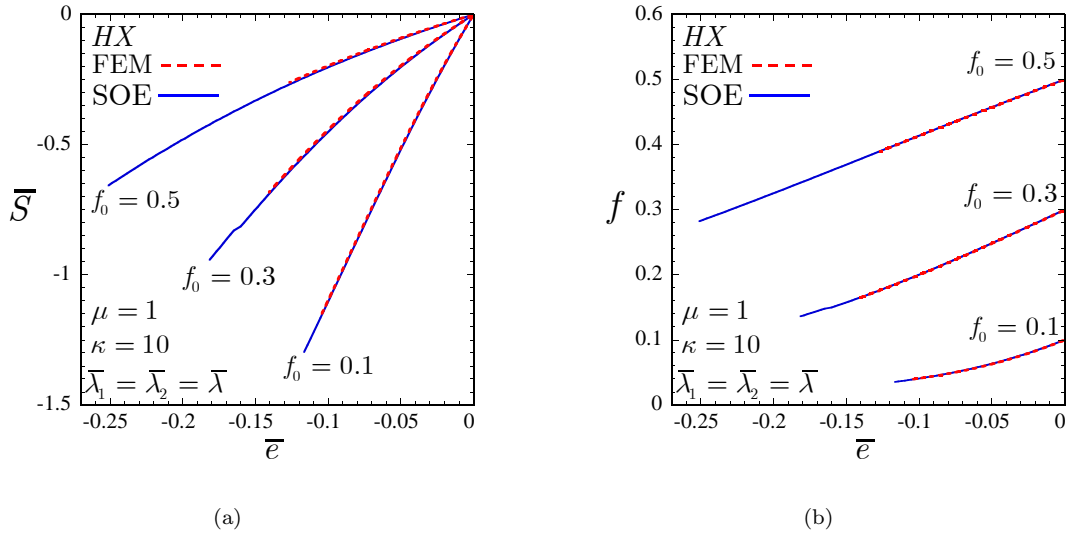 0
-0.5
-1
-1.5
S̅
HX
FEM
SOE
f₀ = 0.5
f₀ = 0.3
f₀ = 0.1
μ = 1
κ = 10
λ̅₁ = λ̅₂ = λ̅
-0.25 -0.2 -0.15 -0.1 -0.05 0
e̅
(a)
0.6
0.5
0.4
0.3
0.2
0.1
0
f
HX
FEM
SOE
f₀ = 0.5
f₀ = 0.3
f₀ = 0.1
μ = 1
κ = 10
λ̅₁ = λ̅₂ = λ̅
-0.25 -0.2 -0.15 -0.1 -0.05 0
e̅
(b)